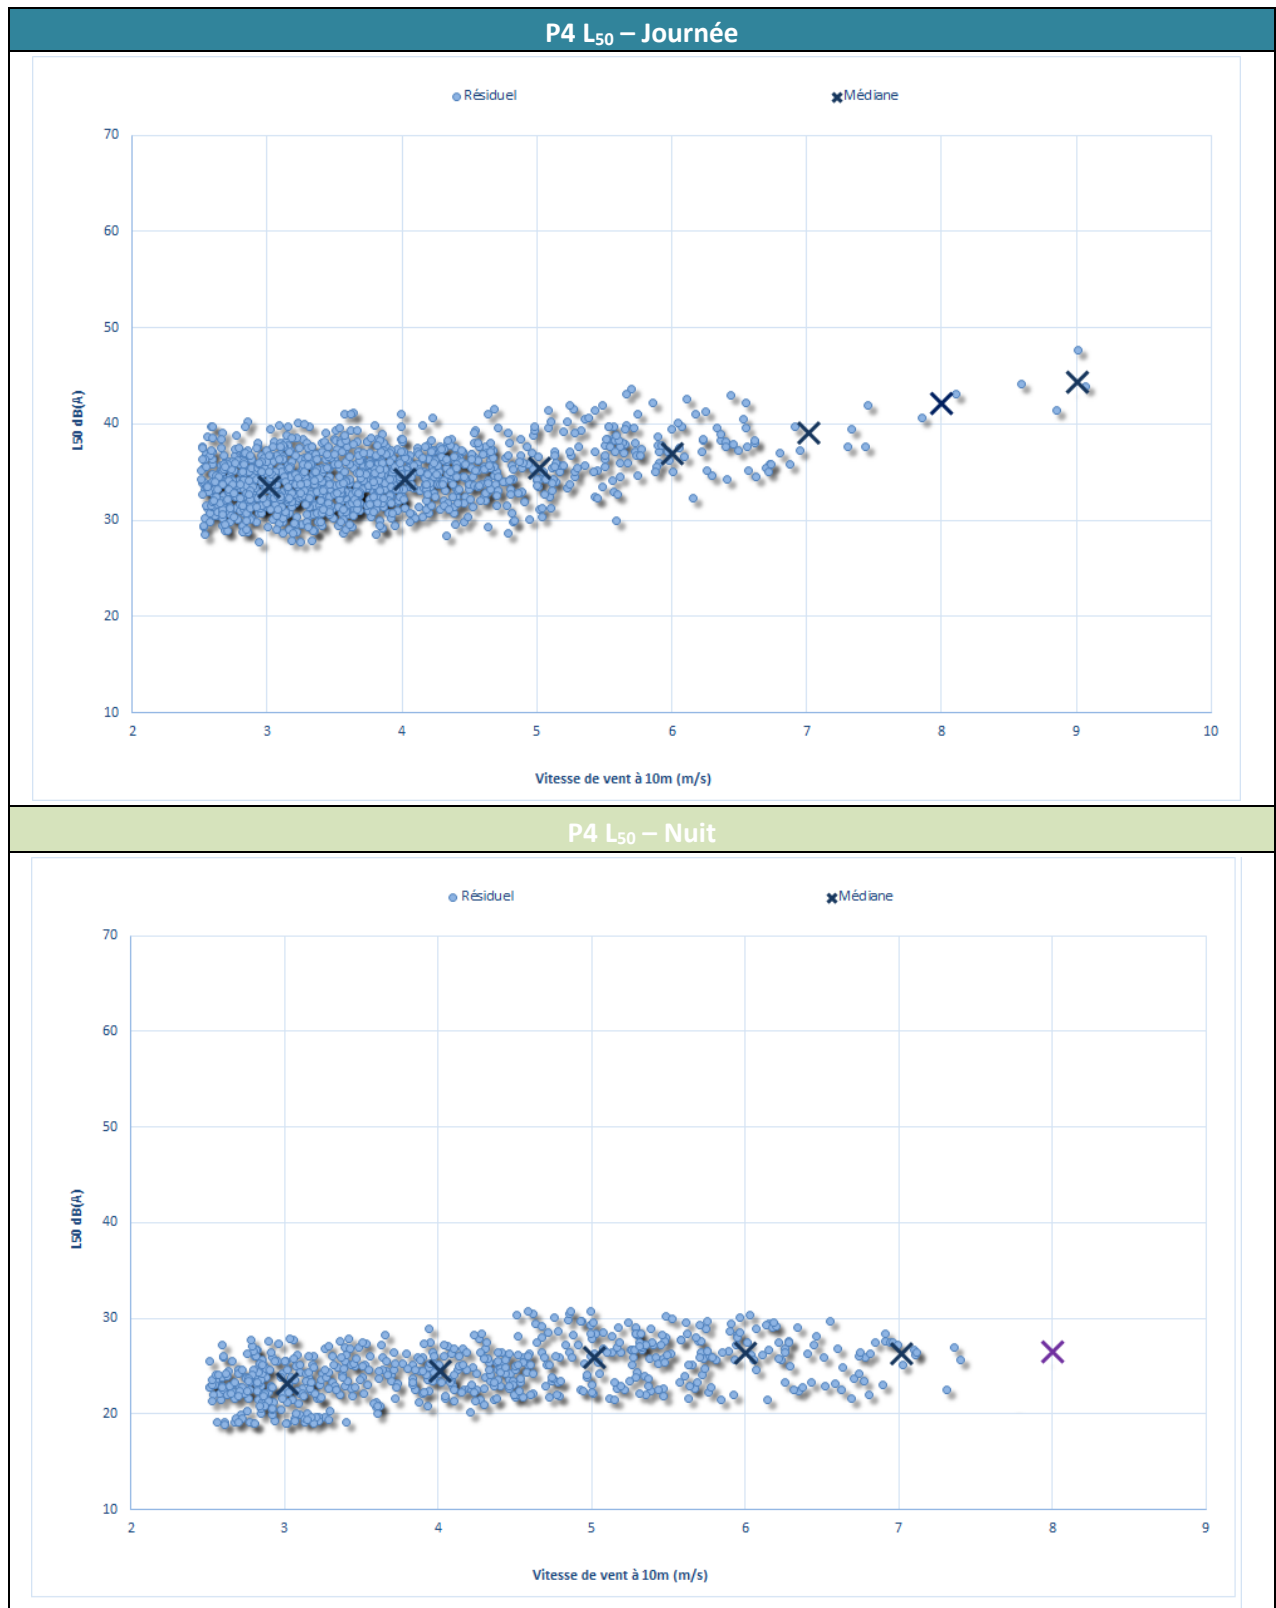 P4 L50 – Journée
Résiduel
Médiane
70
60
50
40
30
20
10
L50 dB(A)
2 3 4 5 6 7 8 9 10
Vitesse de vent à 10m (m/s)
P4 L50 – Nuit
Résiduel
Médiane
70
60
50
40
30
20
10
L50 dB(A)
2 3 4 5 6 7 8 9
Vitesse de vent à 10m (m/s)